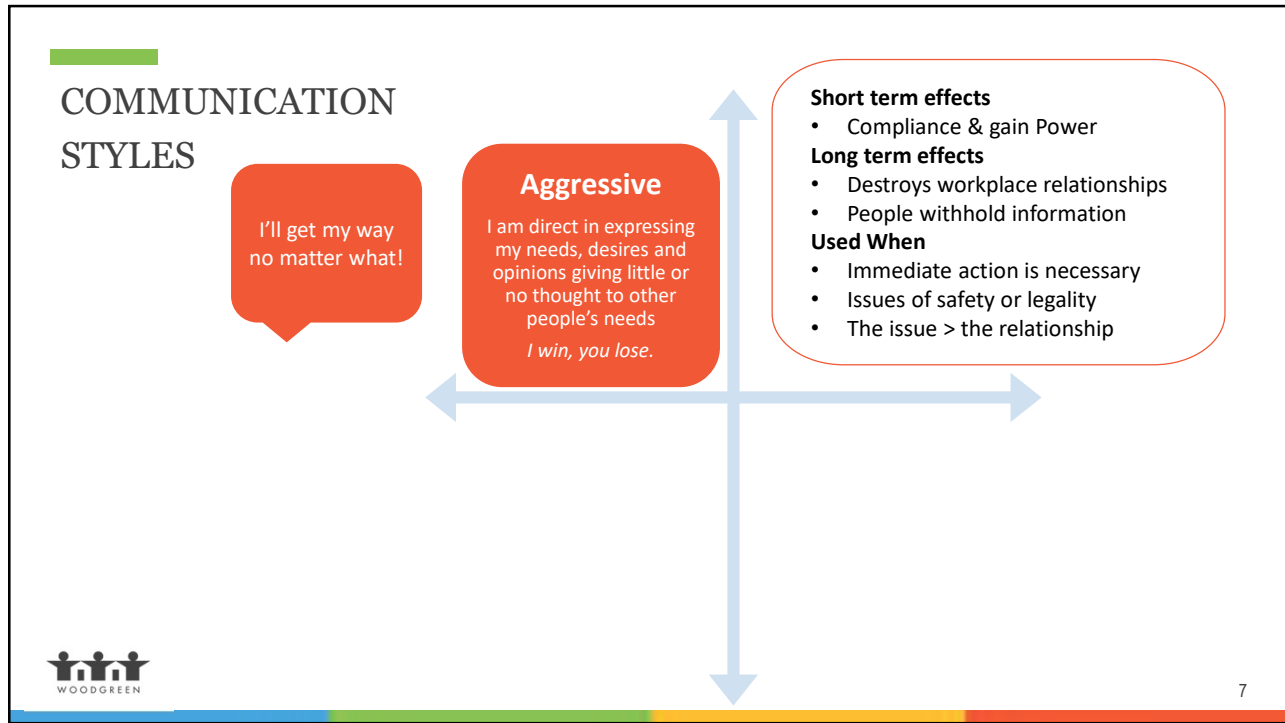 COMMUNICATION
STYLES
I’ll get my way
no matter what!
Aggressive
I am direct in expressing
my needs, desires and
opinions giving little or
no thought to other
people’s needs
I win, you lose.
Short term effects
• Compliance & gain Power
Long term effects
• Destroys workplace relationships
• People withhold information
Used When
• Immediate action is necessary
• Issues of safety or legality
• The issue > the relationship
WOODGREEN
7